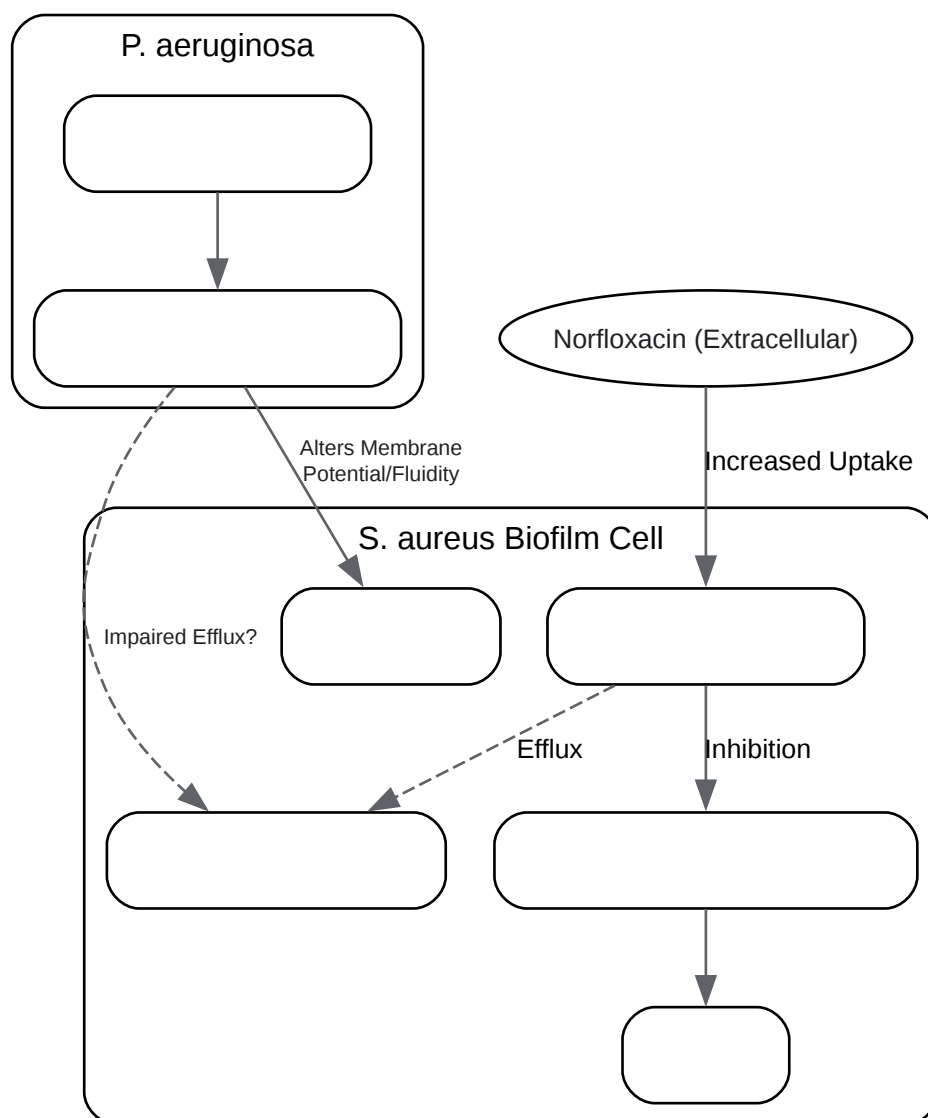 P. aeruginosa
Norfloxacin (Extracellular)
Alters Membrane
Potential/Fluidity
Increased Uptake
S. aureus Biofilm Cell
Impaired Efflux?
Efflux
Inhibition